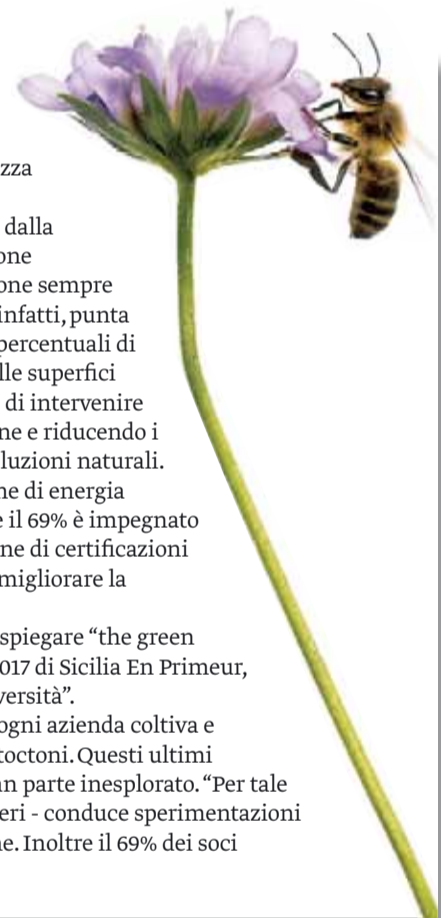 zza
dalla
one
one sempre
infatti, punta
percentuali di
lle superfici
di intervenire
ne e riducendo i
luzioni naturali.
ne di energia
e il 69% è impegnato
ne di certificazioni
migliorare la
spiegare “the green
017 di Sicilia En Primeur,
versità”.
ogni azienda coltiva e
toctoni. Questi ultimi
an parte inesplorato. “Per tale
eri - conduce sperimentazioni
ne. Inoltre il 69% dei soci